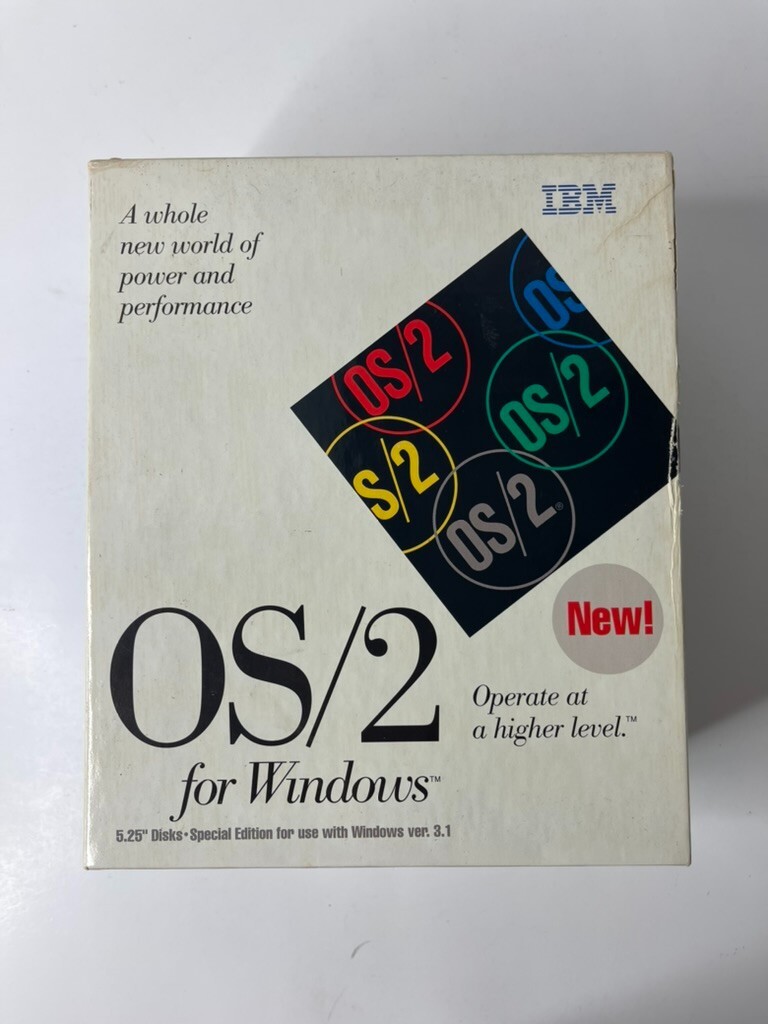 A whole
new world of
power and
performance
IBM
OS
OS/2
OS/2
S/2
OS/2®
New!
OS/2
for Windows™
Operate at
a higher level.™
5.25" Disks•Special Edition for use with Windows ver. 3.1